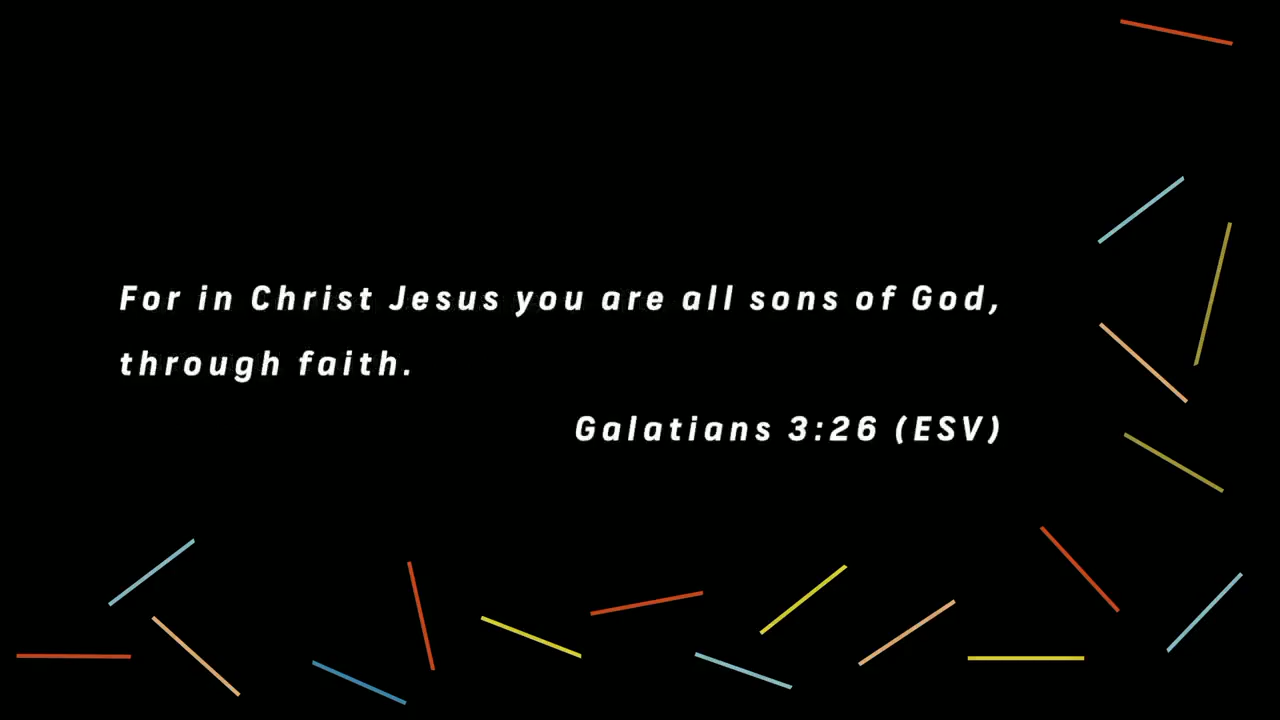 For in Christ Jesus you are all sons of God,
through faith.
Galatians 3:26 (ESV)